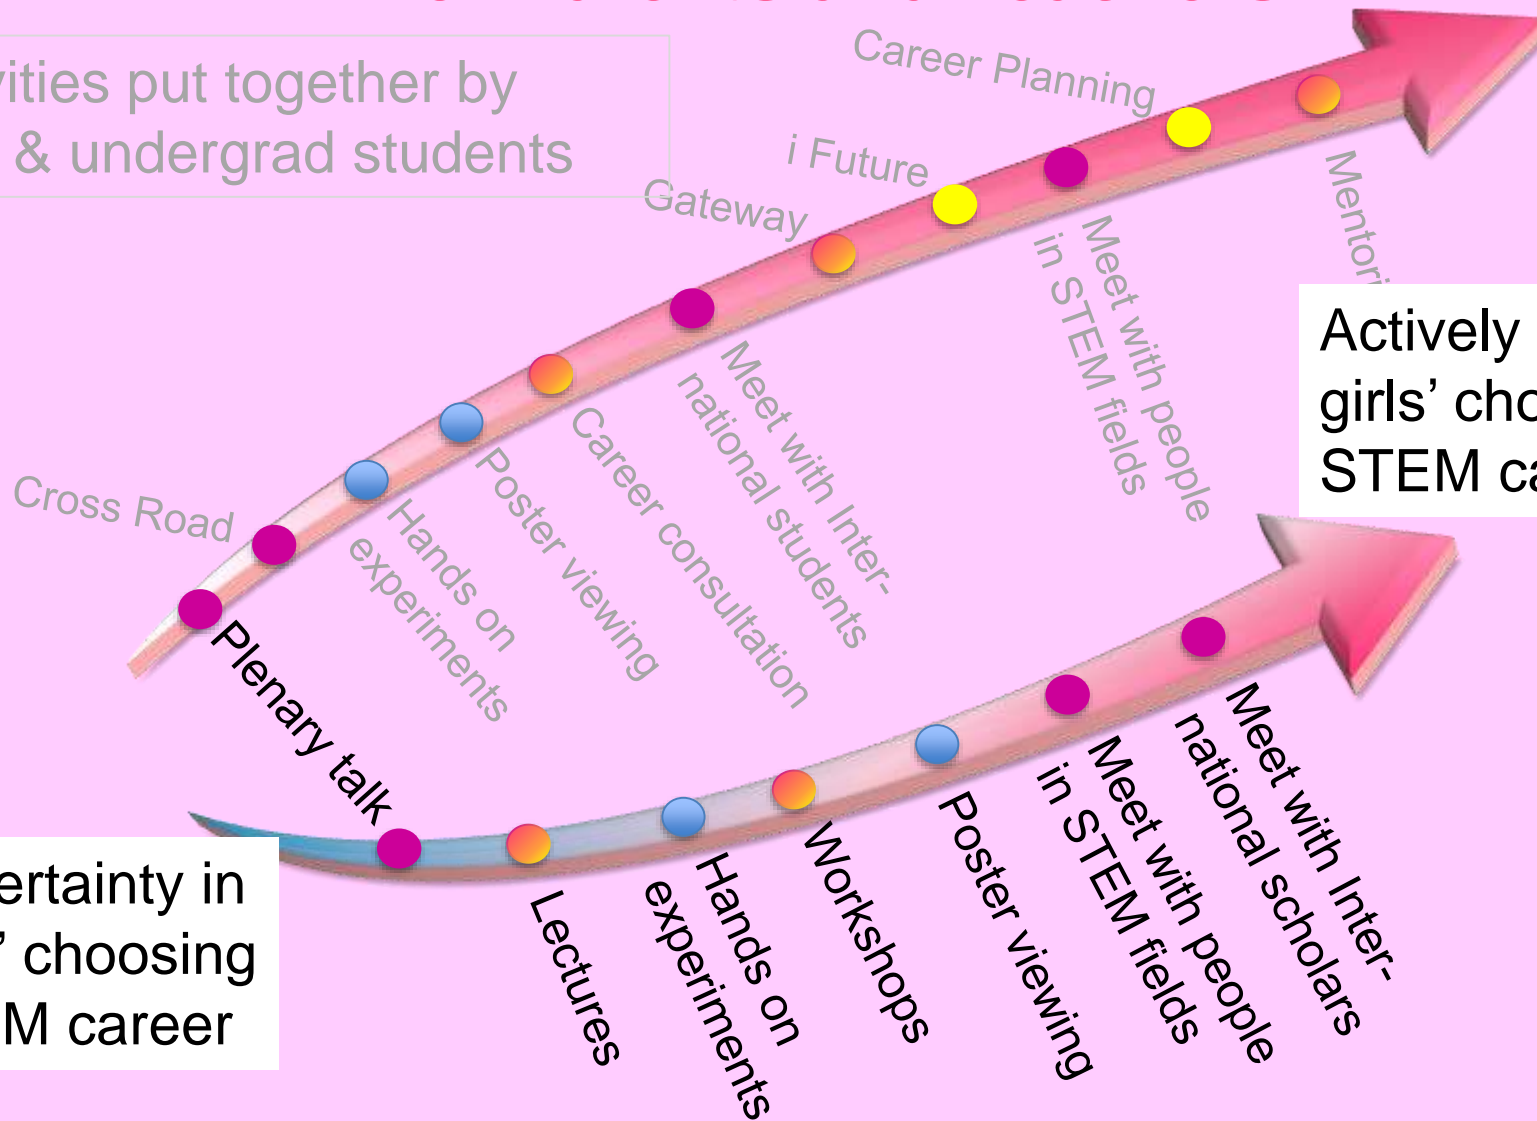 vities put together by
& undergrad students
Career Planning
i Future
Gateway
Cross Road
Mentori
Meet with people
in STEM fields
Meet with Inter-
national students
Career consultation
Poster viewing
Hands on
experiments
Plenary talk
Actively
girls’ cho
STEM ca
ertainty in
’ choosing
M career
Lectures
Hands on
experiments
Workshops
Poster viewing
Meet with people
in STEM fields
Meet with Inter-
national scholars